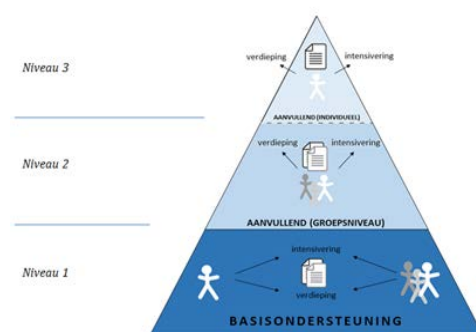 Niveau 3
verdieping
intensivering
AANVULLEND (INDIVIDUEEL)
Niveau 2
verdieping
intensivering
AANVULLEND (GROEPSNIVEAU)
Niveau 1
intensivering
verdieping
BASISONDERSTEUNING